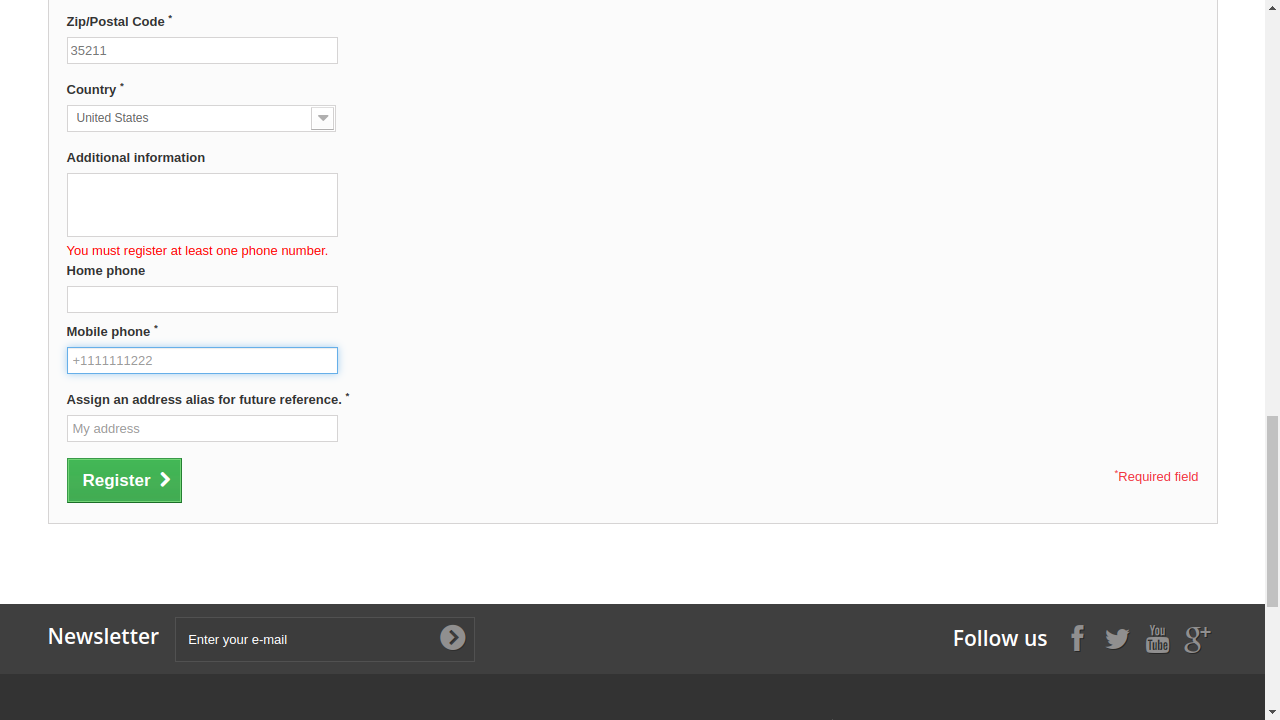 Zip/Postal Code *
35211
Country *
United States
Additional information
You must register at least one phone number.
Home phone
Mobile phone *
+1111111222
Assign an address alias for future reference. *
My address
Register
*Required field
Newsletter
Enter your e-mail
Follow us
You
Tube
g+